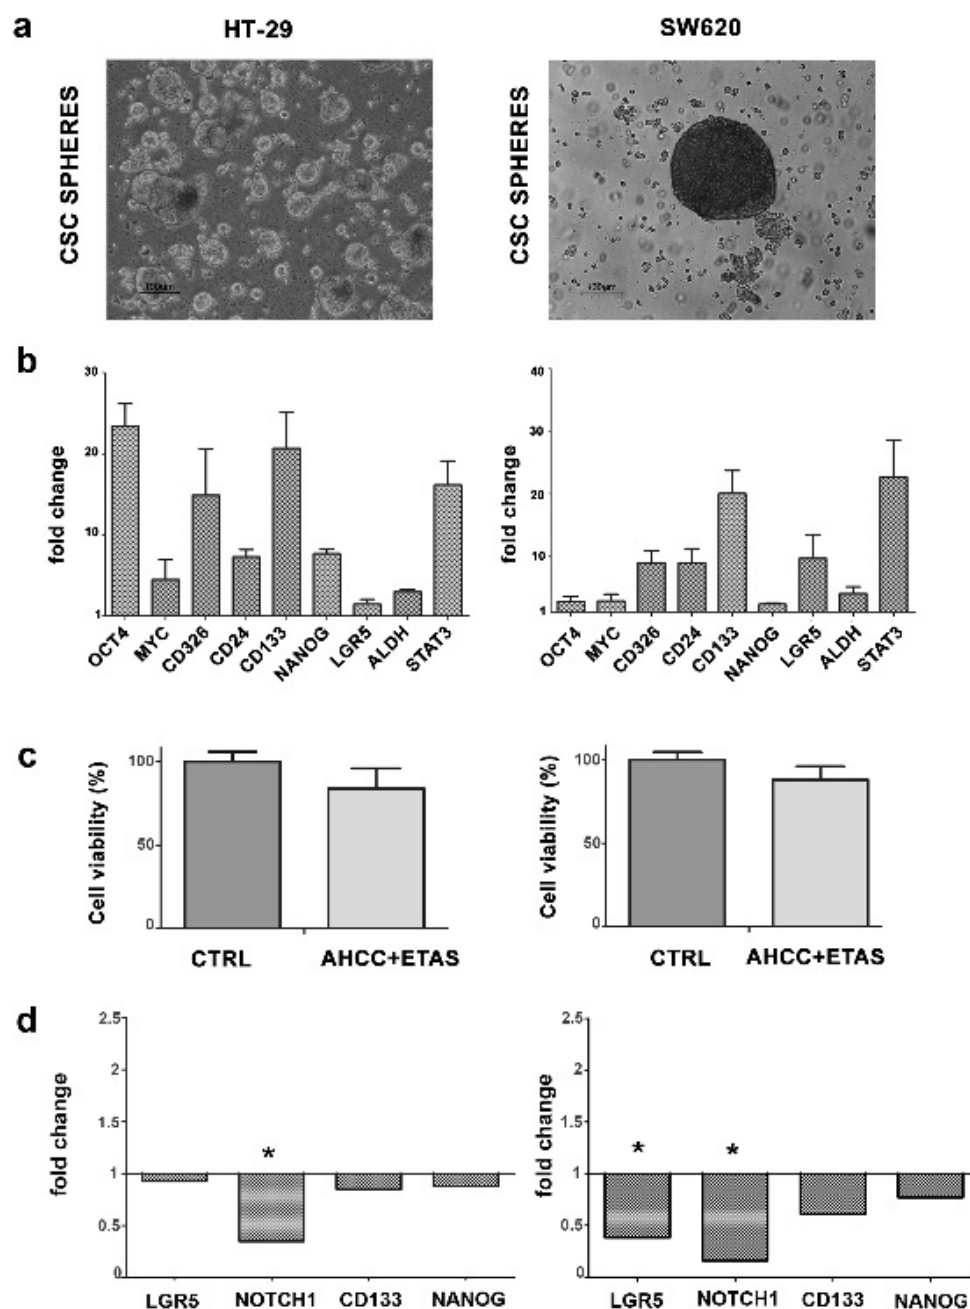 a
HT-29
SW620
CSC SPHERES
CSC SPHERES
100µm
100µm
b
fold change
30
20
10
1
OCT4
MYC
CD326
CD24
CD133
NANOG
LGR5
ALDH
STAT3
fold change
40
30
20
10
1
OCT4
MYC
CD326
CD24
CD133
NANOG
LGR5
ALDH
STAT3
c
Cell viability (%)
100
50
0
CTRL
AHCC+ETAS
Cell viability (%)
100
50
0
CTRL
AHCC+ETAS
d
fold change
2.5
2
1.5
1
0.5
0
*
LGR5
NOTCH1
CD133
NANOG
fold change
2.5
2
1.5
1
0.5
0
*
*
LGR5
NOTCH1
CD133
NANOG